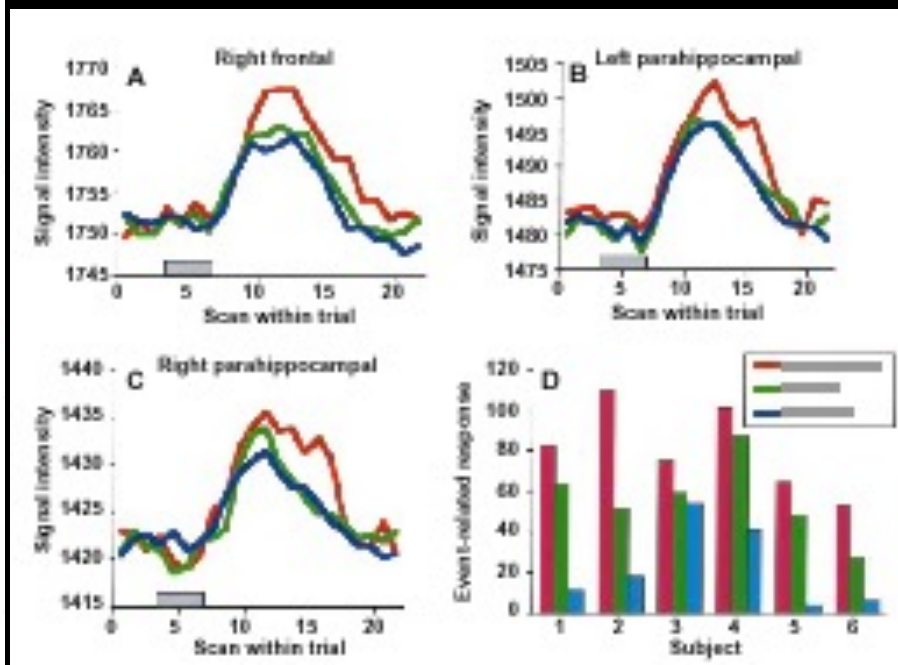 A
Right frontal
1770
1765
1760
1755
1750
1745
Signal intensity
0 5 10 15 20
Scan within trial
B
Left parahippocampal
1505
1500
1495
1490
1485
1480
1475
Signal intensity
0 5 10 15 20
Scan within trial
C
Right parahippocampal
1440
1435
1430
1425
1420
1415
Signal intensity
0 5 10 15 20
Scan within trial
D
120
100
80
60
40
20
0
Event-related response
1 2 3 4 5 6
Subject